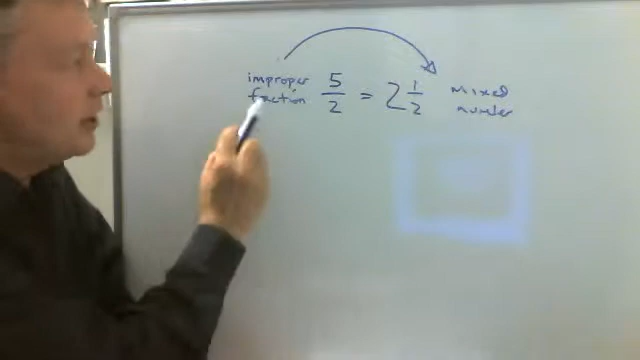 improper 5/2 = 2 1/2 mixed
fraction number